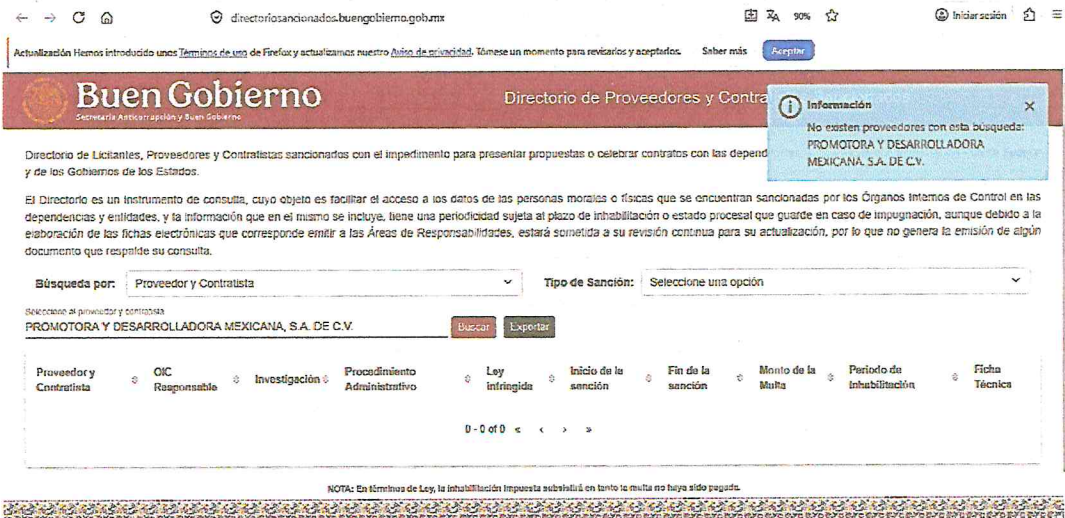 directoriosancionados.buengobierno.gob.mx
90%
Iniciar sesión
Actualización Hemos introducido unos Términos de uso de Firefox y actualizamos nuestro Aviso de privacidad. Tómese un momento para revisarlos y aceptarlos. Saber más Aceptar
Buen Gobierno
Secretaría Anticorrupción y Buen Gobierno
Directorio de Proveedores y Contra
Información
No existen proveedores con esta búsqueda:
PROMOTORA Y DESARROLLADORA
MEXICANA, S.A. DE C.V.
Directorio de Licitantes, Proveedores y Contratistas sancionados con el impedimento para presentar propuestas o celebrar contratos con las depend
y de los Gobiernos de los Estados.
El Directorio es un instrumento de consulta, cuyo objeto es facilitar el acceso a los datos de las personas morales o físicas que se encuentran sancionadas por los Órganos Internos de Control en las
dependencias y entidades, y la información que en el mismo se incluye, tiene una periodicidad sujeta al plazo de inhabilitación o estado procesal que guarde en caso de impugnación, aunque debido a la
elaboración de las fichas electrónicas que corresponde emitir a las Áreas de Responsabilidades, estará sometida a su revisión continua para su actualización, por lo que no genera la emisión de algún
documento que respalde su consulta.
Búsqueda por: Proveedor y Contratista Tipo de Sanción: Seleccione una opción
Seleccione al proveedor y contratista
PROMOTORA Y DESARROLLADORA MEXICANA, S.A. DE C.V. Buscar Exportar
Proveedor y Contratista OIC Responsable Investigación Procedimiento Administrativo Ley infringida Inicio de la sanción Fin de la sanción Monto de la Multa Periodo de Inhabilitación Ficha Técnica
0 - 0 of 0 « ‹ › »
NOTA: En términos de Ley, la inhabilitación impuesta subsistirá en tanto la multa no haya sido pagada.